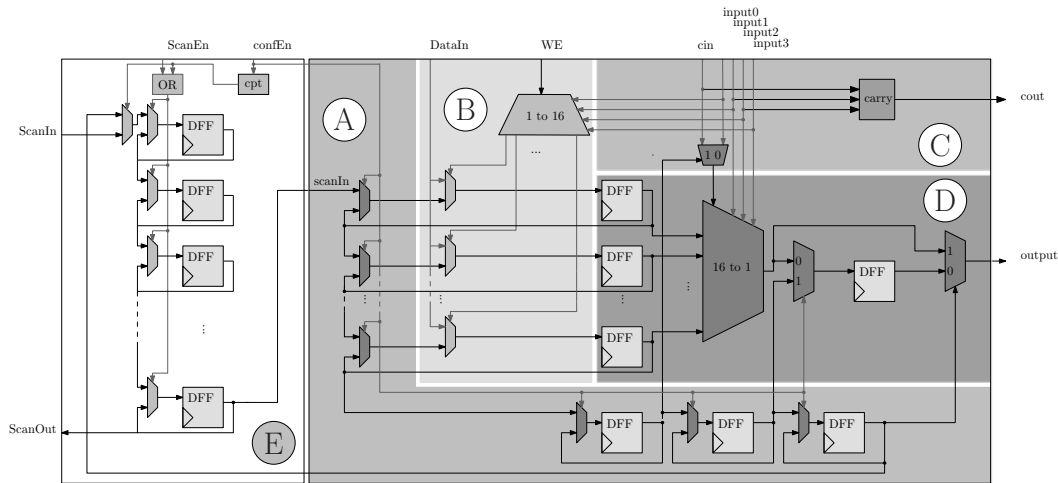 input0
input1
input2
input3
ScanEn
confEn
DataIn
WE
cin
OR
cpt
A
B
1 to 16
carry
cout
C
ScanIn
DFF
...
1 0
scanIn
DFF
DFF
D
DFF
DFF
16 to 1
0
1
DFF
1
0
output
...
...
...
...
...
DFF
DFF
ScanOut
E
DFF
DFF
DFF